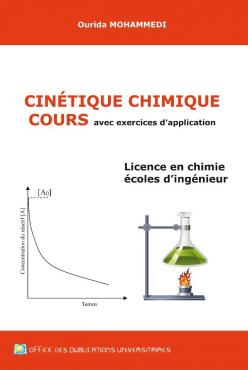 Ourida MOHAMMEDI
CINÉTIQUE CHIMIQUE
COURS avec exercices d'application
Licence en chimie
écoles d'ingénieur
[A₀]
Concentration du réactif [A]
Temps
OFFICE DES PUBLICATIONS UNIVERSITAIRES